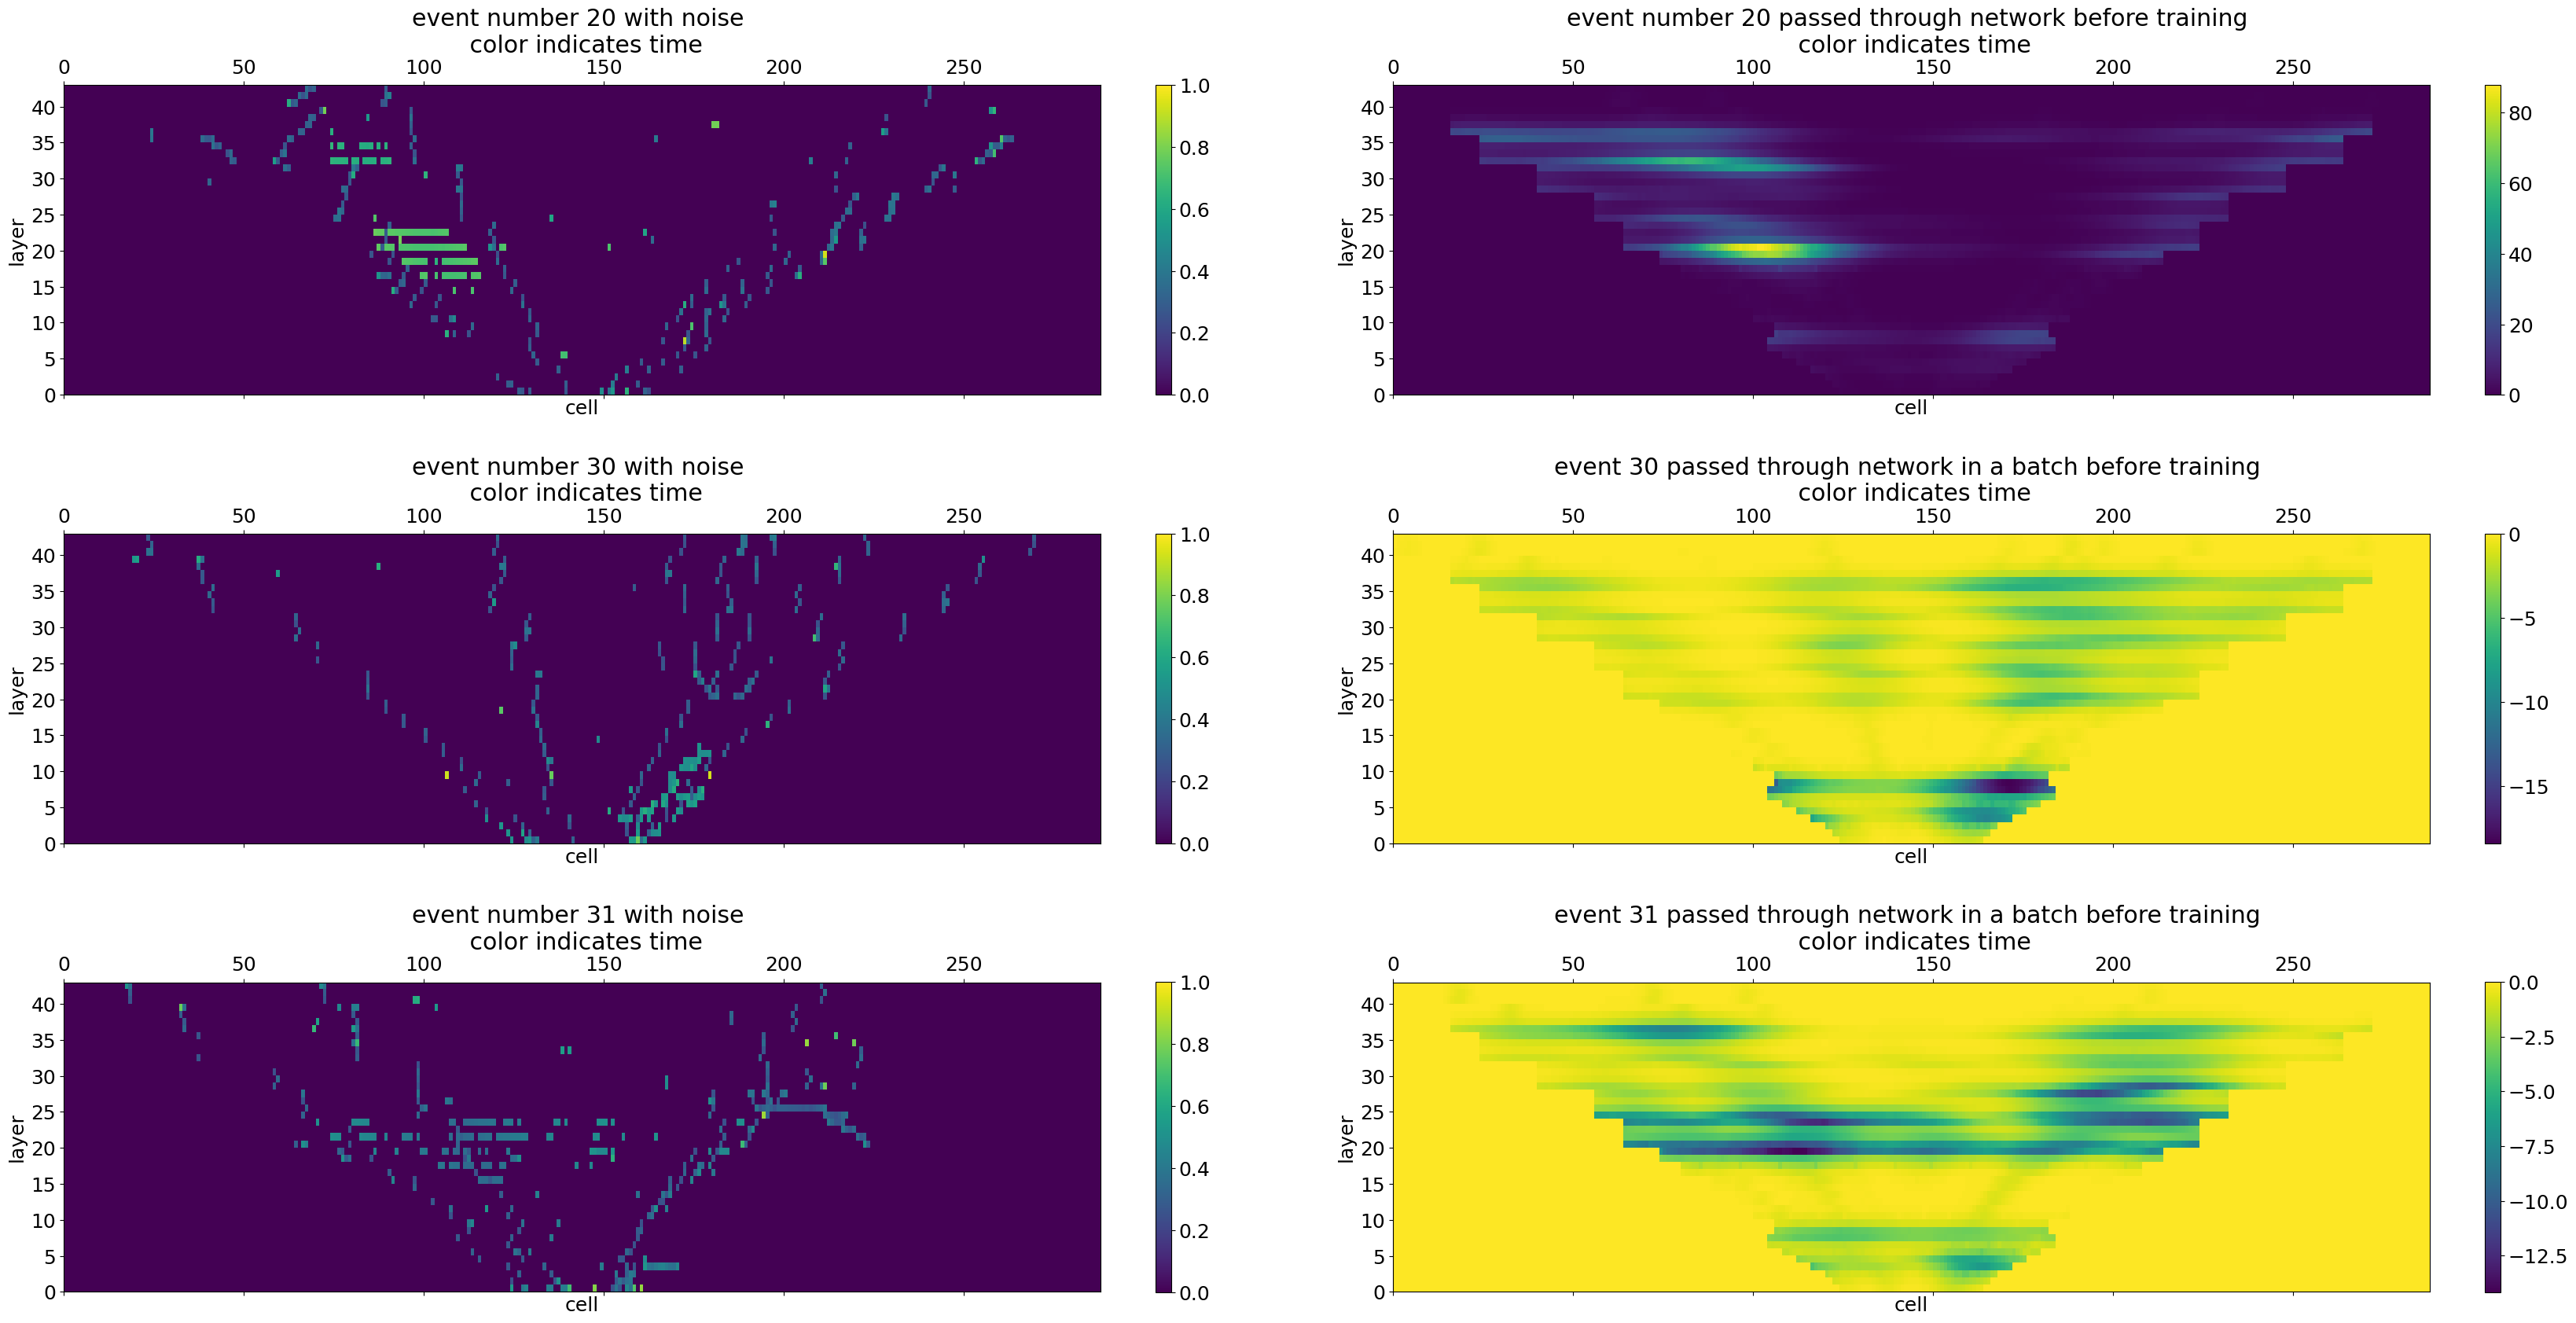 event number 20 with noise
color indicates time
0 50 100 150 200 250
40
35
30
25
20
15
10
5
0
layer
cell
1.0
0.8
0.6
0.4
0.2
0.0
event number 20 passed through network before training
color indicates time
0 50 100 150 200 250
40
35
30
25
20
15
10
5
0
layer
cell
80
60
40
20
0
event number 30 with noise
color indicates time
0 50 100 150 200 250
40
35
30
25
20
15
10
5
0
layer
cell
1.0
0.8
0.6
0.4
0.2
0.0
event 30 passed through network in a batch before training
color indicates time
0 50 100 150 200 250
40
35
30
25
20
15
10
5
0
layer
cell
0
−5
−10
−15
event number 31 with noise
color indicates time
0 50 100 150 200 250
40
35
30
25
20
15
10
5
0
layer
cell
1.0
0.8
0.6
0.4
0.2
0.0
event 31 passed through network in a batch before training
color indicates time
0 50 100 150 200 250
40
35
30
25
20
15
10
5
0
layer
cell
0.0
−2.5
−5.0
−7.5
−10.0
−12.5